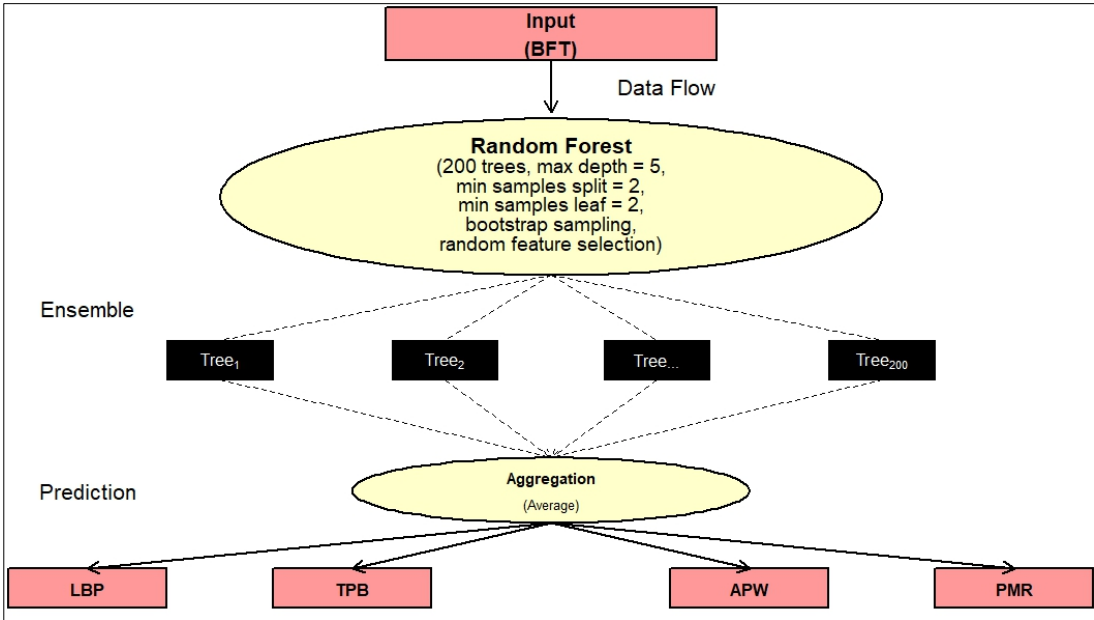 Input
(BFT)
Data Flow
Random Forest
(200 trees, max depth = 5,
min samples split = 2,
min samples leaf = 2,
bootstrap sampling,
random feature selection)
Ensemble
Tree₁
Tree₂
Tree...
Tree₂₀₀
Aggregation
(Average)
Prediction
LBP
TPB
APW
PMR